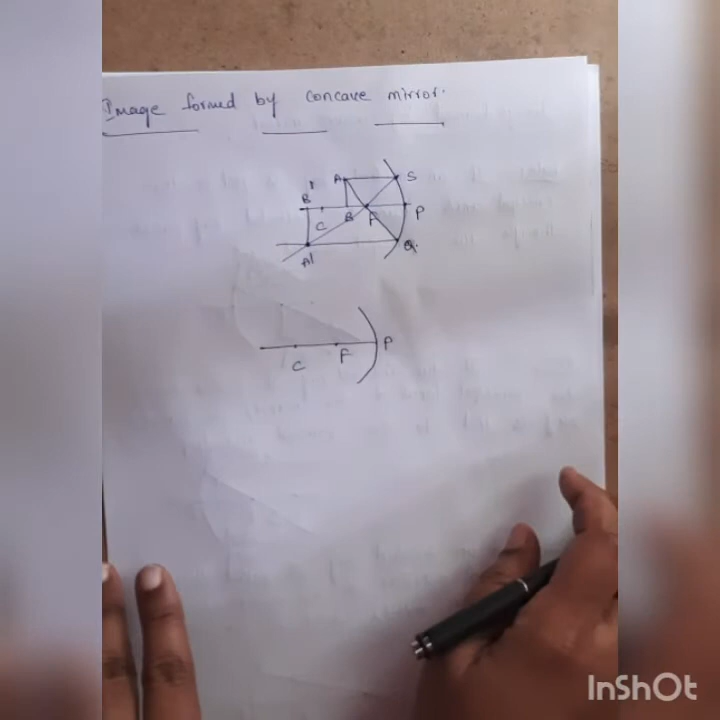 Image formed by concave mirror.
A S
B' C B F P
A' Q.
C F P
InShOt